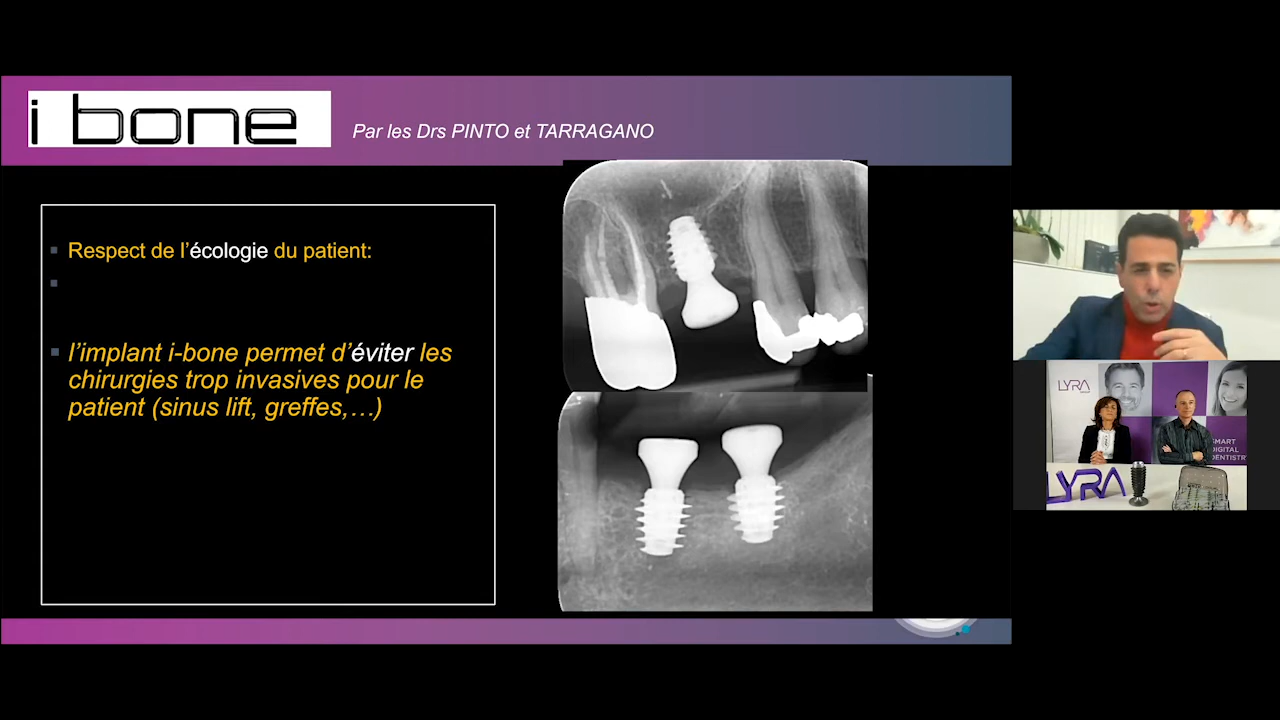 i bone
Par les Drs PINTO et TARRAGANO
Respect de l’écologie du patient:
l’implant i-bone permet d’éviter les
chirurgies trop invasives pour le
patient (sinus lift, greffes,…)
LYRA
SMART
DIGITAL
DENTISTRY
LYRA